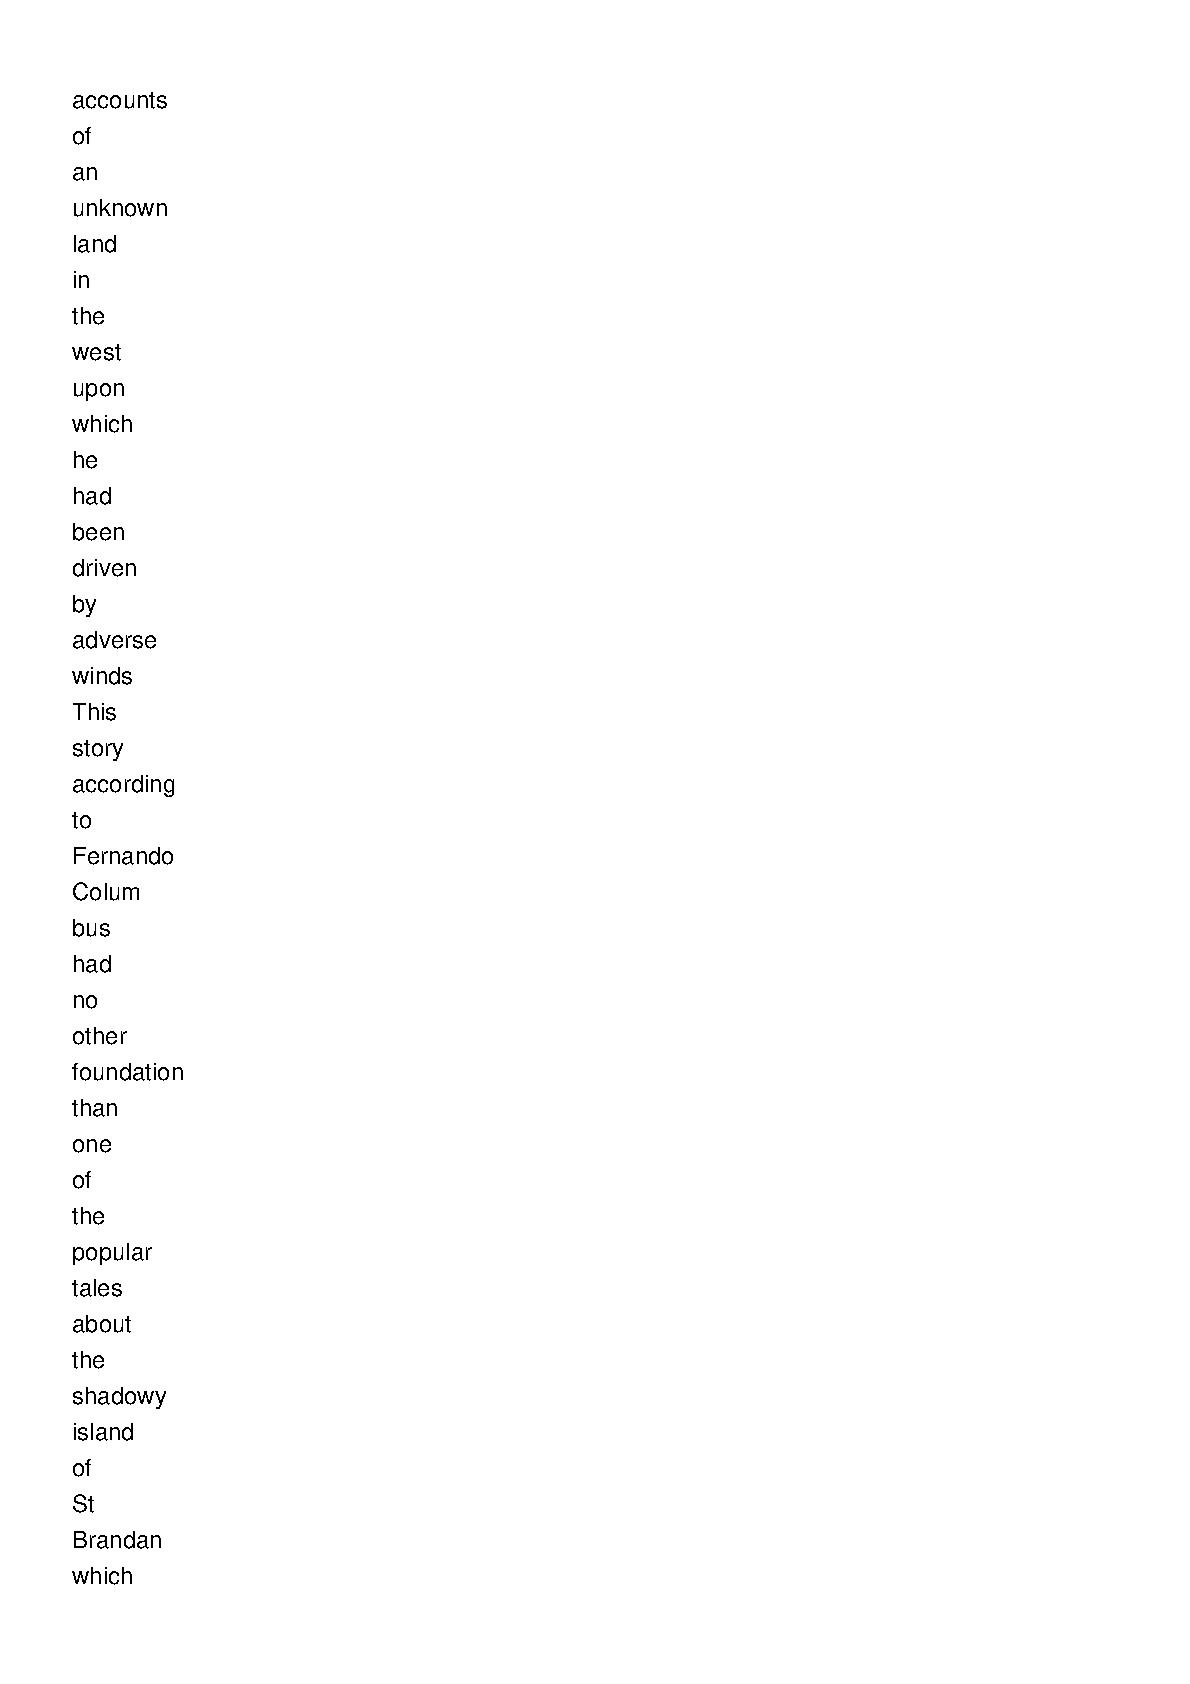 accounts
of
an
unknown
land
in
the
west
upon
which
he
had
been
driven
by
adverse
winds
This
story
according
to
Fernando
Colum
bus
had
no
other
foundation
than
one
of
the
popular
tales
about
the
shadowy
island
of
St
Brandan
which